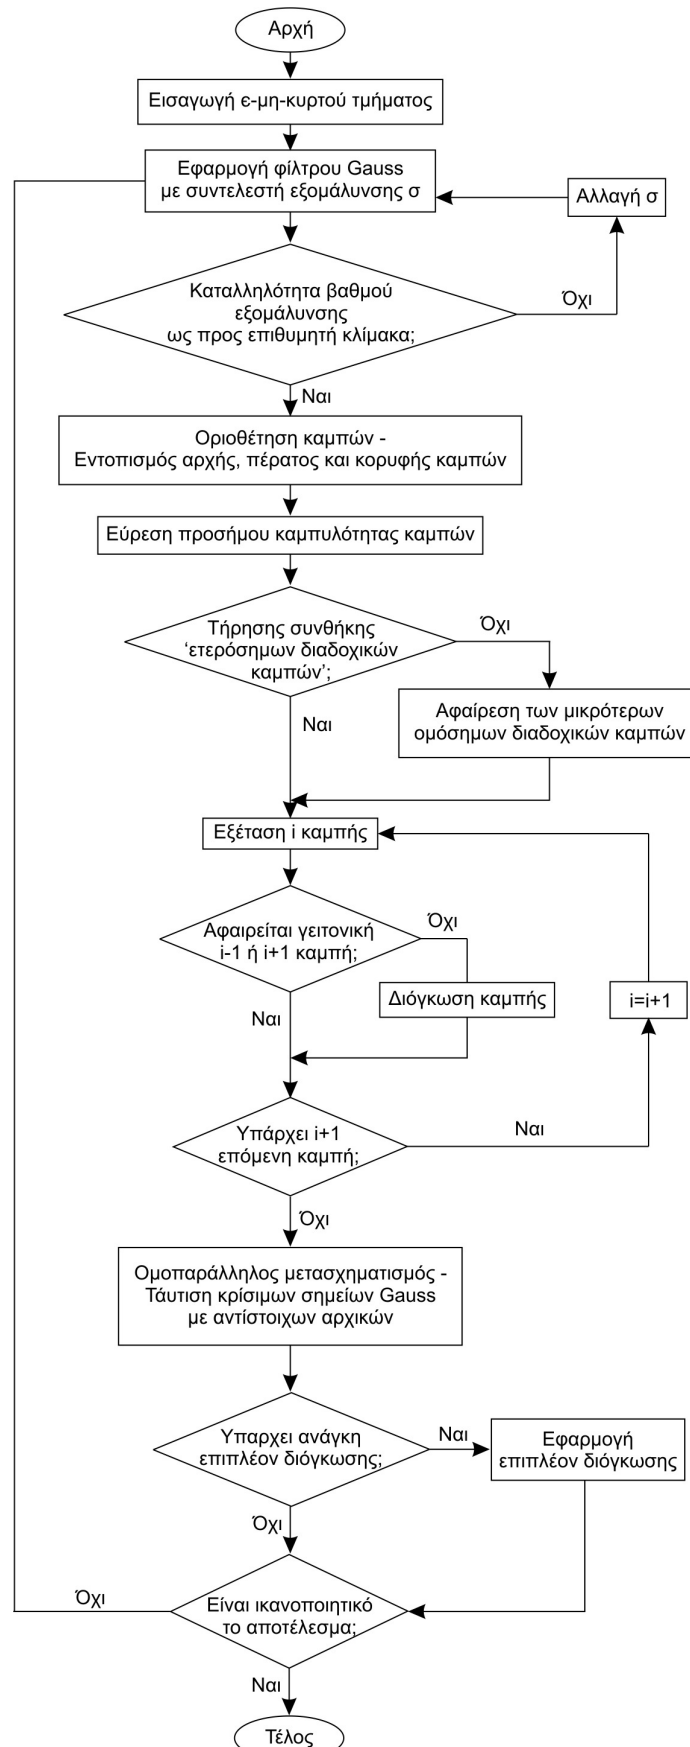 Αρχή
Εισαγωγή ϵ-μη-κυρτού τμήματος
Εφαρμογή φίλτρου Gauss
με συντελεστή εξομάλυνσης σ
Αλλαγή σ
Καταλληλότητα βαθμού
εξομάλυνσης
ως προς επιθυμητή κλίμακα;
Όχι
Ναι
Οριοθέτηση καμπών -
Εντοπισμός αρχής, πέρατος και κορυφής καμπών
Εύρεση προσήμου καμπυλότητας καμπών
Τήρησης συνθήκης
‘ετερόσημων διαδοχικών
καμπών’;
Όχι
Ναι
Αφαίρεση των μικρότερων
ομόσημων διαδοχικών καμπών
Εξέταση i καμπής
Αφαιρείται γειτονική
i-1 ή i+1 καμπή;
Όχι
Διόγκωση καμπής
i=i+1
Ναι
Υπάρχει i+1
επόμενη καμπή;
Ναι
Όχι
Ομοπαράλληλος μετασχηματισμός -
Τάυτιση κρίσιμων σημείων Gauss
με αντίστοιχων αρχικών
Υπαρχει ανάγκη
επιπλέον διόγκωσης;
Ναι
Εφαρμογή
επιπλέον διόγκωσης
Όχι
Είναι ικανοποιητικό
το αποτέλεσμα;
Όχι
Ναι
Τέλος